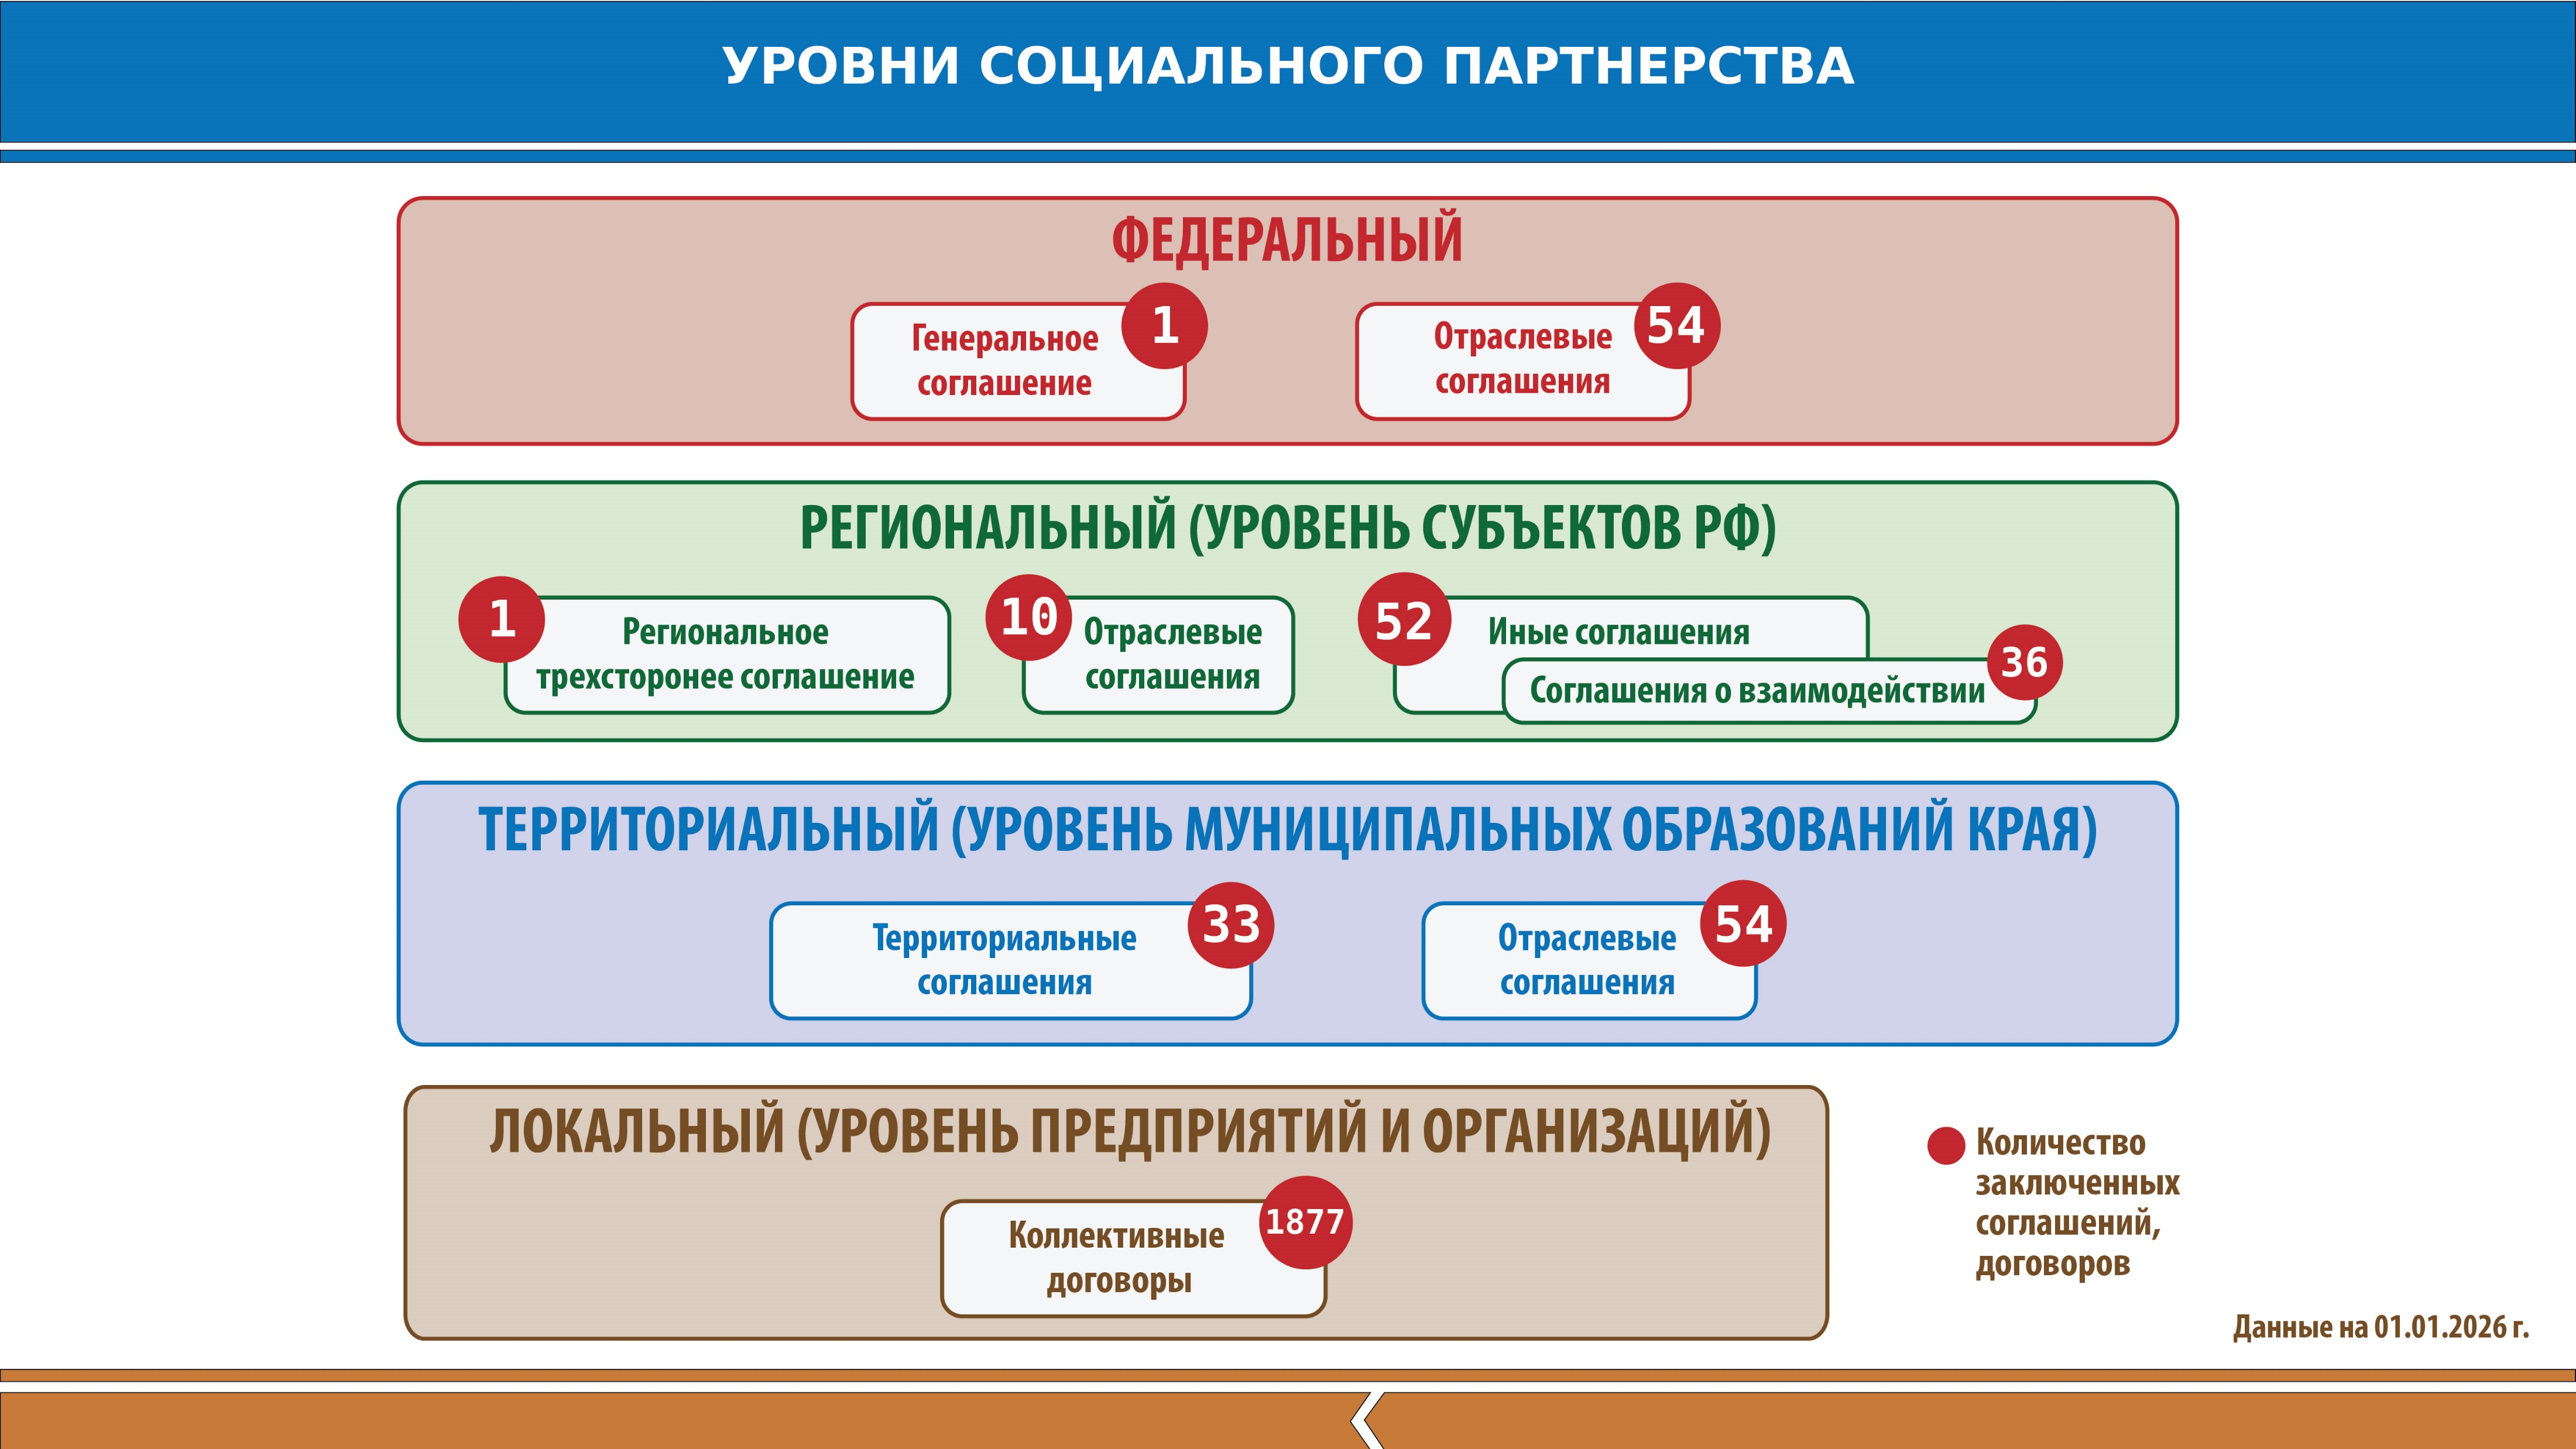 УРОВНИ СОЦИАЛЬНОГО ПАРТНЕРСТВА
ФЕДЕРАЛЬНЫЙ
Генеральное
соглашение
1
Отраслевые
соглашения
54
РЕГИОНАЛЬНЫЙ (УРОВЕНЬ СУБЪЕКТОВ РФ)
1
Региональное
трехсторонее соглашение
10
Отраслевые
соглашения
52
Иные соглашения
Соглашения о взаимодействии
36
ТЕРРИТОРИАЛЬНЫЙ (УРОВЕНЬ МУНИЦИПАЛЬНЫХ ОБРАЗОВАНИЙ КРАЯ)
Территориальные
соглашения
33
Отраслевые
соглашения
54
ЛОКАЛЬНЫЙ (УРОВЕНЬ ПРЕДПРИЯТИЙ И ОРГАНИЗАЦИЙ)
Коллективные
договоры
1877
Количество
заключенных
соглашений,
договоров
Данные на 01.01.2026 г.